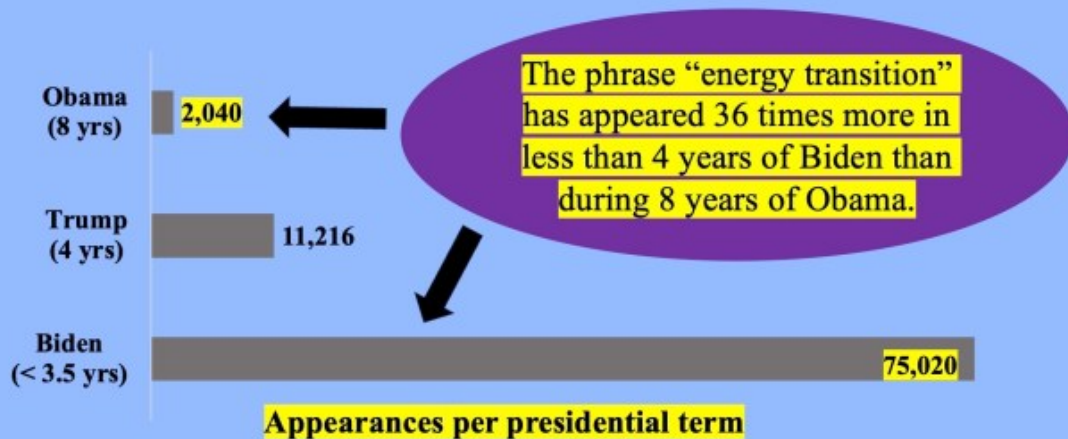 Obama
(8 yrs)
2,040
The phrase “energy transition”
has appeared 36 times more in
less than 4 years of Biden than
during 8 years of Obama.
Trump
(4 yrs)
11,216
Biden
(< 3.5 yrs)
75,020
Appearances per presidential term